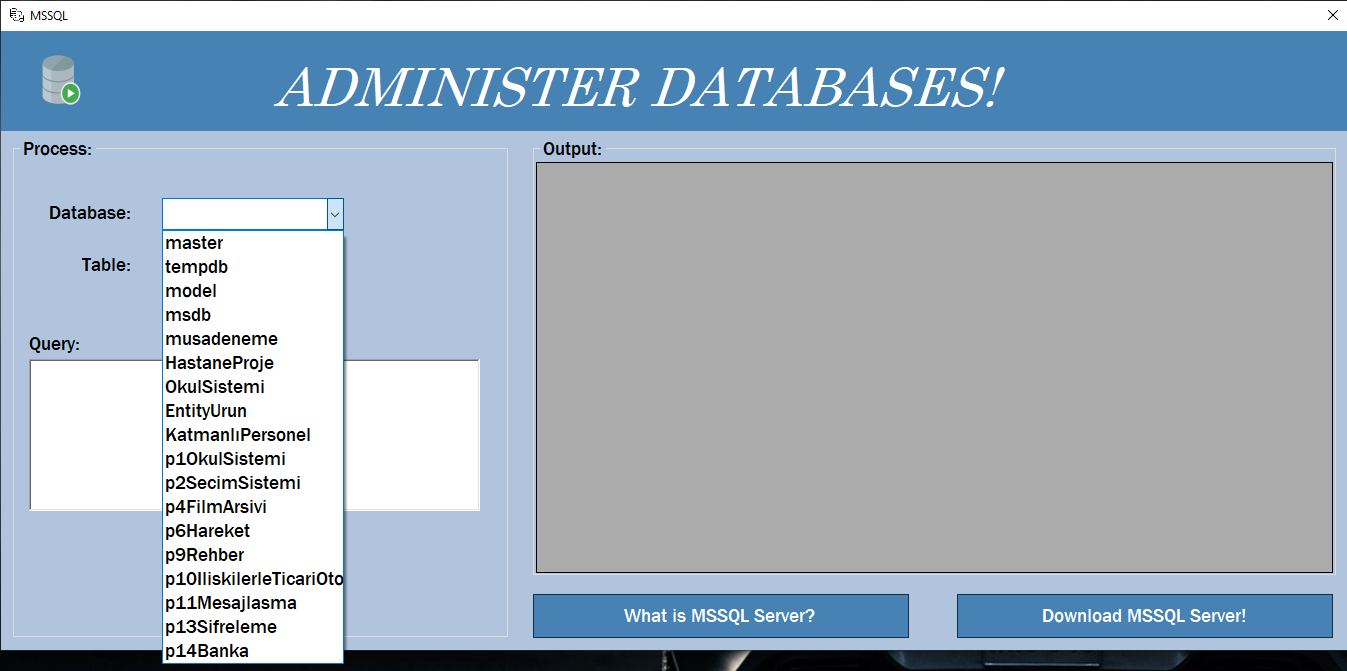 MSSQL
ADMINISTER DATABASES!
Process:
Database:
master
tempdb
model
msdb
musadeneme
HastaneProje
OkulSistemi
EntityUrun
KatmanlıPersonel
p1OkulSistemi
p2SecimSistemi
p4FilmArsivi
p6Hareket
p9Rehber
p10IliskilerleTicariOto
p11Mesajlasma
p13Sifreleme
p14Banka
Table:
Query:
Output:
What is MSSQL Server?
Download MSSQL Server!